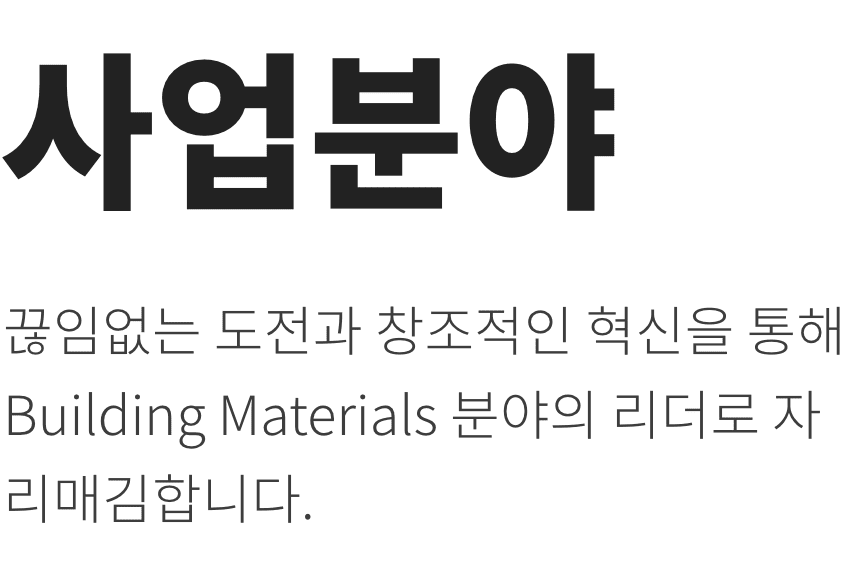 사업분야
끊임없는 도전과 창조적인 혁신을 통해
Building Materials 분야의 리더로 자
리매김합니다.